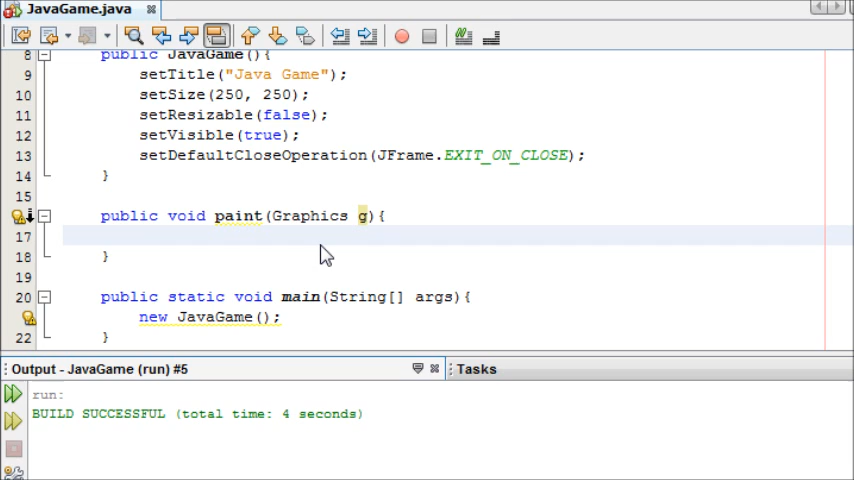 JavaGame.java
8 public JavaGame(){
9 setTitle("Java Game");
10 setSize(250, 250);
11 setResizable(false);
12 setVisible(true);
13 setDefaultCloseOperation(JFrame.EXIT_ON_CLOSE);
14 }
15
16 public void paint(Graphics g){
17
18 }
19
20 public static void main(String[] args){
new JavaGame();
22 }
Output - JavaGame (run) #5 Tasks
run:
BUILD SUCCESSFUL (total time: 4 seconds)